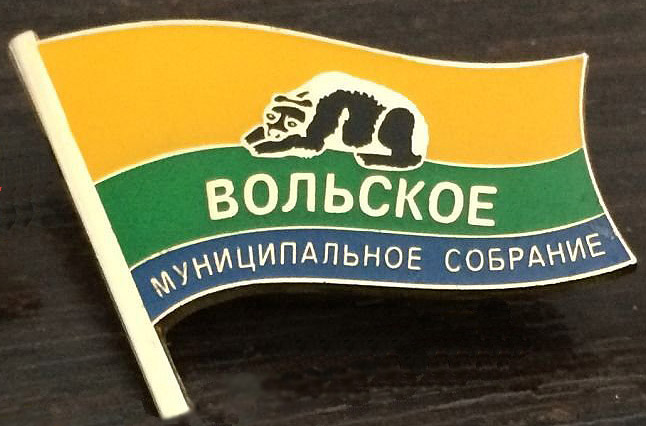 ВОЛЬСКОЕ
МУНИЦИПАЛЬНОЕ СОБРАНИЕ